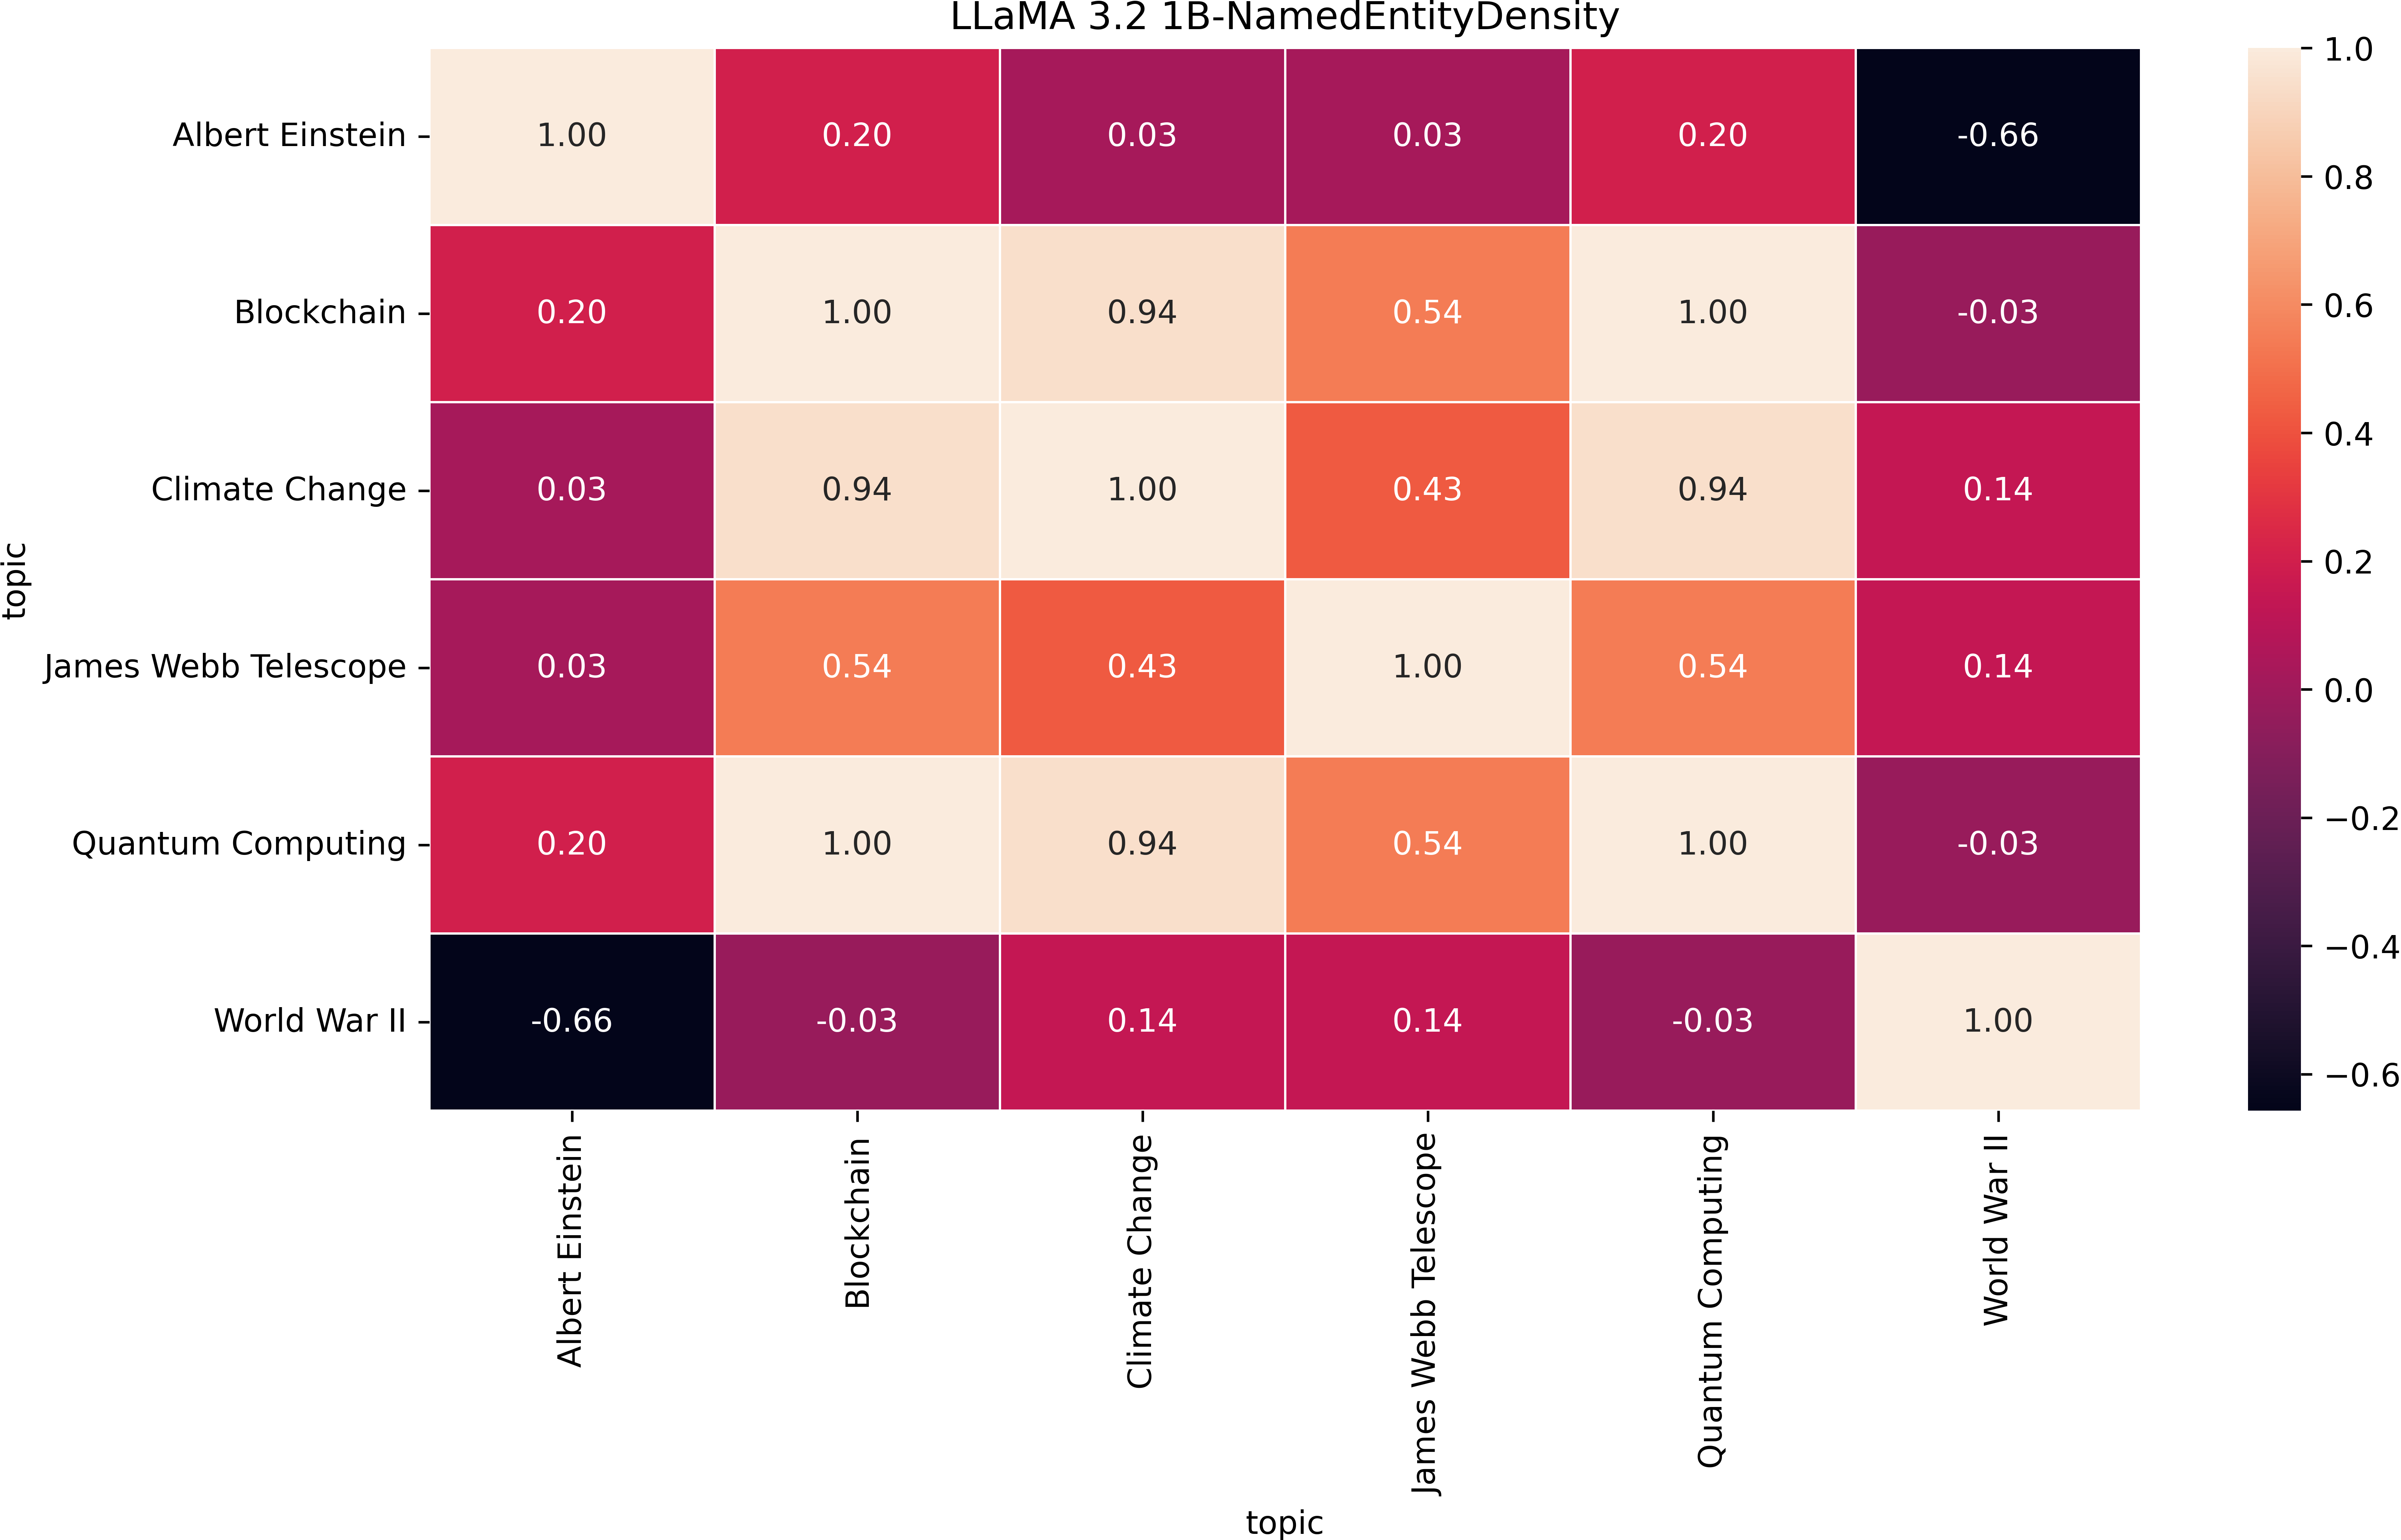 LLaMA 3.2 1B-NamedEntityDensity
Albert Einstein 1.00 0.20 0.03 0.03 0.20 -0.66
Blockchain 0.20 1.00 0.94 0.54 1.00 -0.03
Climate Change 0.03 0.94 1.00 0.43 0.94 0.14
James Webb Telescope 0.03 0.54 0.43 1.00 0.54 0.14
Quantum Computing 0.20 1.00 0.94 0.54 1.00 -0.03
World War II -0.66 -0.03 0.14 0.14 -0.03 1.00
topic
Albert Einstein
Blockchain
Climate Change
James Webb Telescope
Quantum Computing
World War II
topic
1.0
0.8
0.6
0.4
0.2
0.0
−0.2
−0.4
−0.6